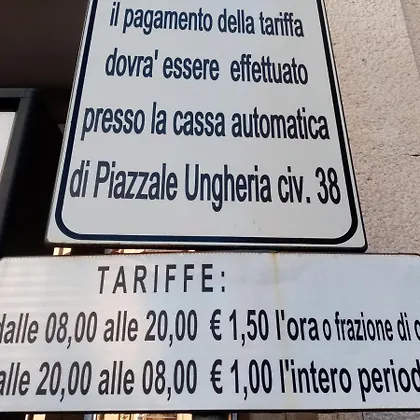 il pagamento della tariffa
dovra' essere effettuato
presso la cassa automatica
di Piazzale Ungheria civ. 38
TARIFFE:
dalle 08,00 alle 20,00 € 1,50 l'ora o frazione di
alle 20,00 alle 08,00 € 1,00 l'intero period